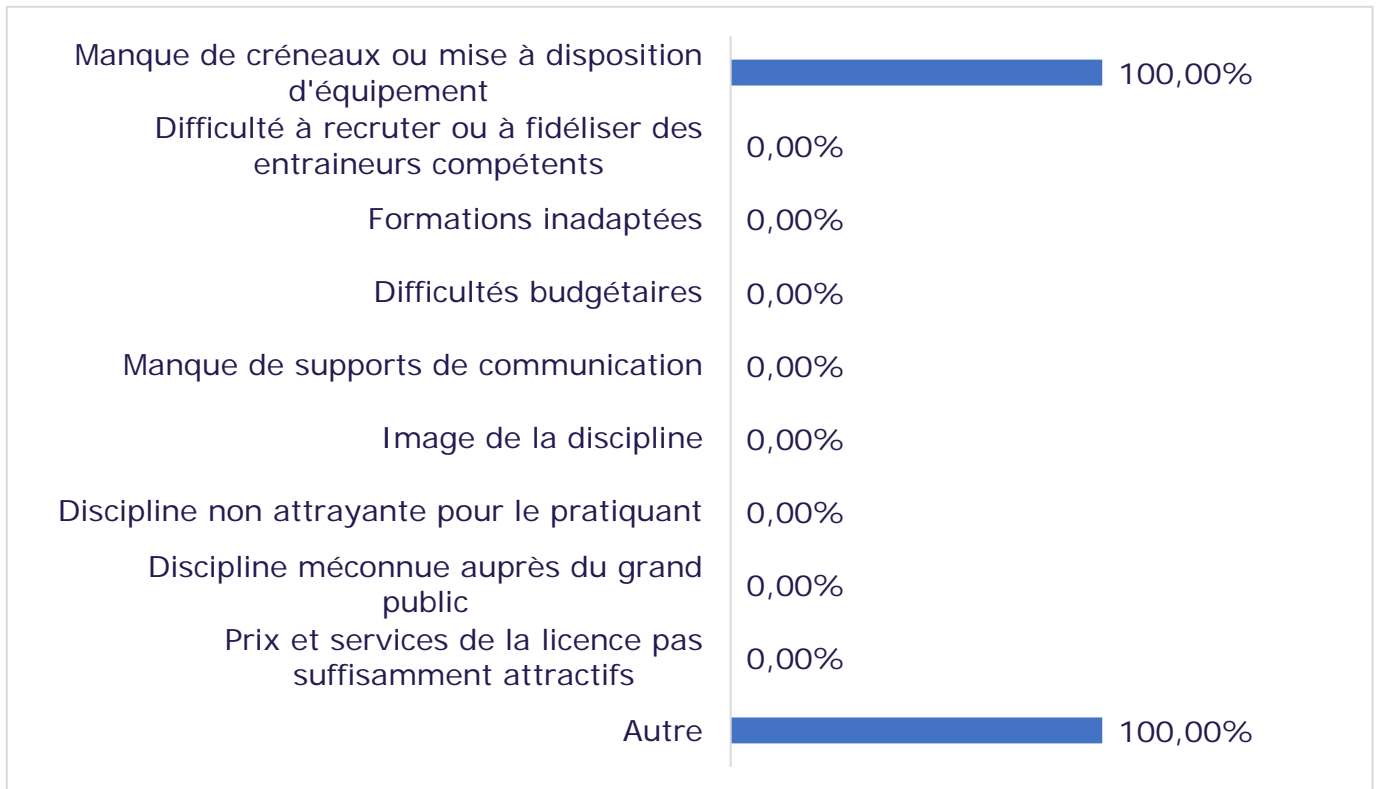 Manque de créneaux ou mise à disposition
d'équipement
100,00%
Difficulté à recruter ou à fidéliser des
entraineurs compétents
0,00%
Formations inadaptées
0,00%
Difficultés budgétaires
0,00%
Manque de supports de communication
0,00%
Image de la discipline
0,00%
Discipline non attrayante pour le pratiquant
0,00%
Discipline méconnue auprès du grand
public
0,00%
Prix et services de la licence pas
suffisamment attractifs
0,00%
Autre
100,00%